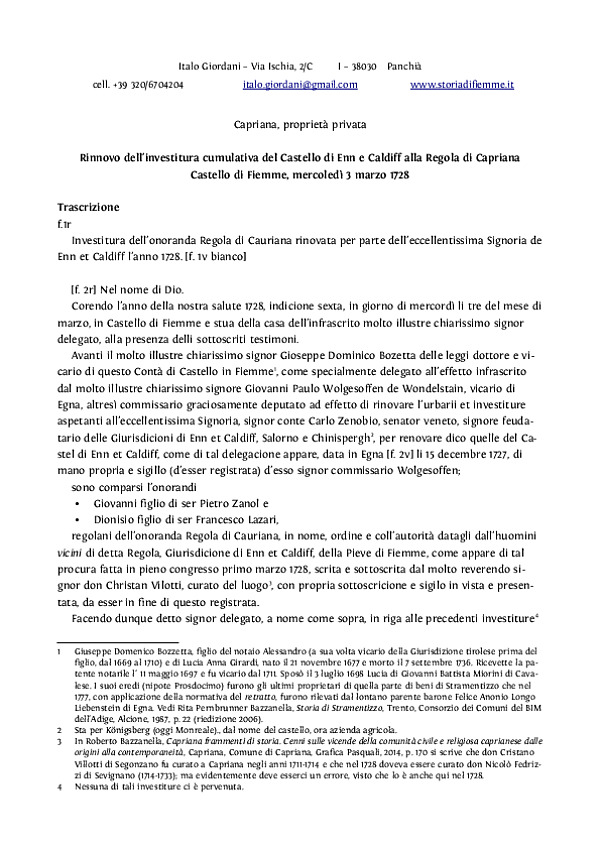 Italo Giordani – Via Ischia, 2/C I – 38030 Panchià
cell. +39 320/6704204 italo.giordani@gmail.com www.storiadifiemme.it
Capriana, proprietà privata
Rinnovo dell'investitura cumulativa del Castello di Enn e Caldiff alla Regola di Capriana
Castello di Fiemme, mercoledì 3 marzo 1728
Trascrizione
f.1r
Investitura dell'onoranda Regola di Cauriana rinovata per parte dell'eccellentissima Signoria de
Enn et Caldiff l'anno 1728. [f. 1v bianco]
[f. 2r] Nel nome di Dio.
Corendo l'anno della nostra salute 1728, indicione sexta, in giorno di mercordì li tre del mese di
marzo, in Castello di Fiemme e stua della casa dell'infrascrito molto illustre chiarissimo signor
delegato, alla presenza delli sottoscriti testimoni.
Avanti il molto illustre chiarissimo signor Gioseppe Dominico Bozetta delle leggi dottore e vi-
cario di questo Contà di Castello in Fiemme¹, come specialmente delegato all'effetto infrascrito
dal molto illustre chiarissimo signore Giovanni Paulo Wolgesoffen de Wondelstain, vicario di
Egna, altresì commissario graciosamente deputado ad effetto di rinovare l'urbarii et investiture
aspetanti all'eccellentissima Signoria, signor conte Carlo Zenobio, senator veneto, signore feuda-
tario delle Giurisdicioni di Enn et Caldiff, Salorno e Chinispergh², per renovare dico quelle del Ca-
stel di Enn et Caldiff, come di tal delegacione appare, data in Egna [f. 2v] li 15 decembre 1727, di
mano propria e sigillo (d'esser registrata) d'esso signor commissario Wolgesoffen;
sono comparsi l'onorandi
• Giovanni figlio di ser Pietro Zanol e
• Dionisio figlio di ser Francesco Lazari,
regolani dell'onoranda Regola di Cauriana, in nome, ordine e coll'autorità datagli dall'huomini
vicini di detta Regola, Giurisdicione di Enn et Caldiff, della Pieve di Fiemme, come appare di tal
procura fatta in pieno congresso primo marzo 1728, scrita e sottoscrita dal molto reverendo si-
gnor don Christan Vilotti, curato del luogo³, con propria sottoscricione e sigilo in vista e presen-
tata, da esser in fine di questo registrata.
Facendo dunque detto signor delegato, a nome come sopra, in riga alle precedenti investiture⁴
1 Giuseppe Domenico Bozzetta, figlio del notaio Alessandro (a sua volta vicario della Giurisdizione tirolese prima del
figlio, dal 1669 al 1710) e di Lucia Anna Girardi, nato il 21 novembre 1677 e morto il 7 settembre 1736. Ricevette la pa-
tente notarile l' 11 maggio 1697 e fu vicario dal 1711. Sposò il 3 luglio 1698 Lucia di Giovanni Battista Miorini di Cava-
lese. I suoi eredi (nipote Prosdocimo) furono gli ultimi proprietari di quella parte di beni di Stramentizzo che nel
1777, con applicazione della normativa del retratto, furono rilevati dal lontano parente barone Felice Anonio Longo
Liebenstein di Egna. Vedi Rita Pernbrunner Bazzanella, Storia di Stramentizzo, Trento, Consorzio dei Comuni del BIM
dell'Adige, Alcione, 1987, p. 22 (riedizione 2006).
2 Sta per Königsberg (oggi Monreale)., dal nome del castello, ora azienda agricola.
3 In Roberto Bazzanella, Capriana frammenti di storia. Cenni sulle vicende della comunità civile e religiosa caprianese dalle
origini alla contemporaneità, Capriana, Comune di Capriana, Grafica Pasquali, 2014, p. 170 si scrive che don Cristano
Villotti di Segonzano fu curato a Capriana negli anni 1711-1714 e che nel 1728 doveva essere curato don Nicolò Fedriz-
zi di Sevignano (1714-1733); ma evidentemente deve esserci un errore, visto che lo è anche qui nel 1728.
4 Nessuna di tali investiture ci è pervenuta.